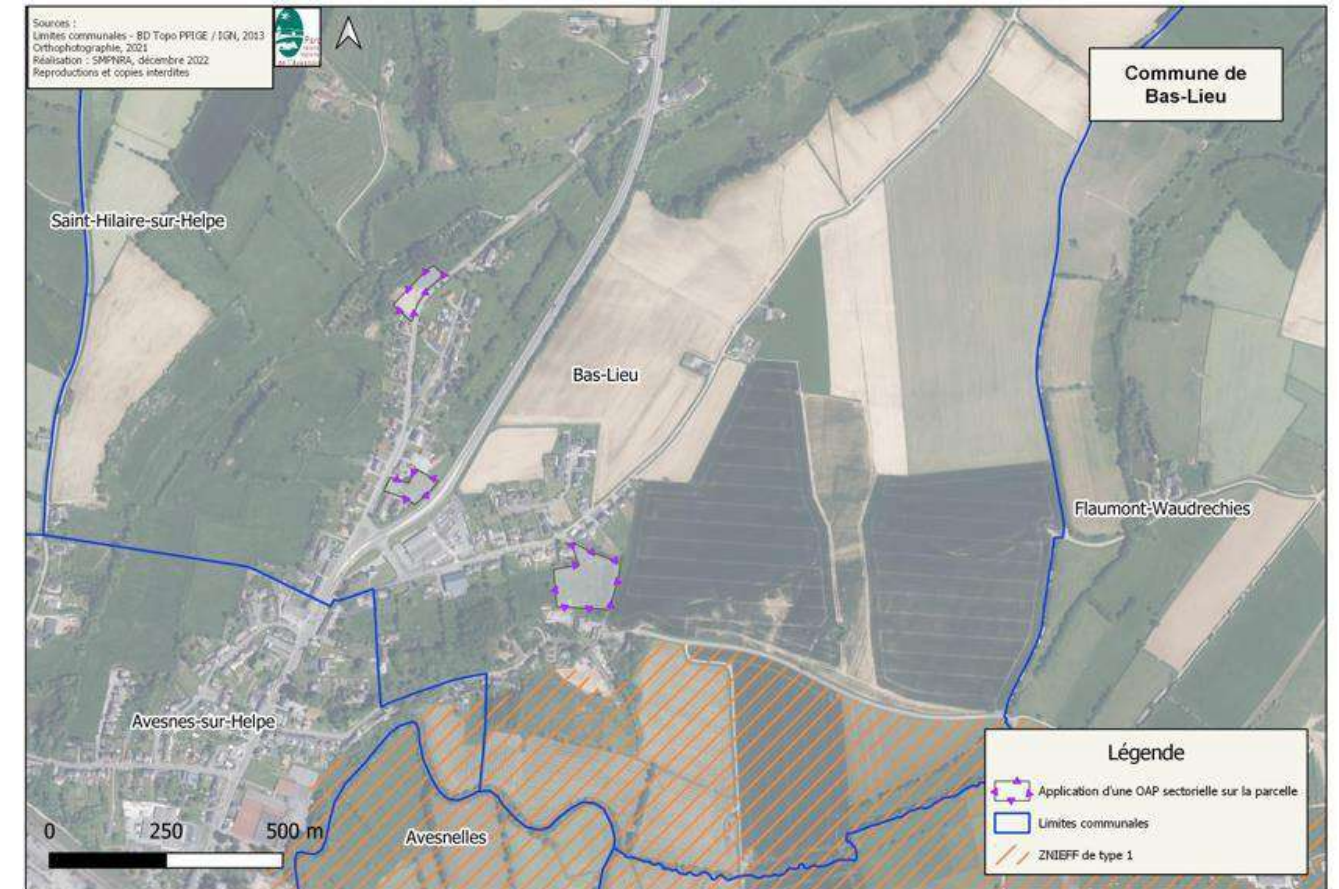 Sources :
Limites communales - BD Topo PPIGE / IGN, 2013
Orthophotographie, 2021
Réalisation : SMPNRA, décembre 2022
Reproductions et copies interdites
Parc
Commune de
Bas-Lieu
Saint-Hilaire-sur-Helpe
Bas-Lieu
Flaumont-Waudrechies
Avesnes-sur-Helpe
Avesnelles
0 250 500 m
Légende
Application d'une OAP sectorielle sur la parcelle
Limites communales
ZNIEFF de type 1